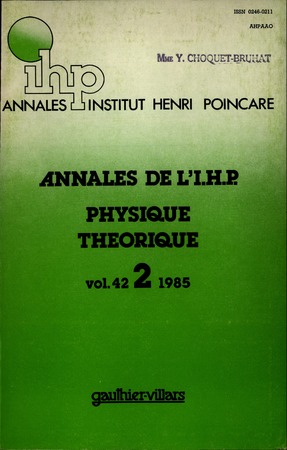 ISSN 0246-0211
AHPAAO
ihp
MME Y. CHOQUET-BRUHAT
ANNALES INSTITUT HENRI POINCARE
ANNALES DE L'I.H.P.
PHYSIQUE
THEORIQUE
vol. 42 2 1985
gauthier-villars